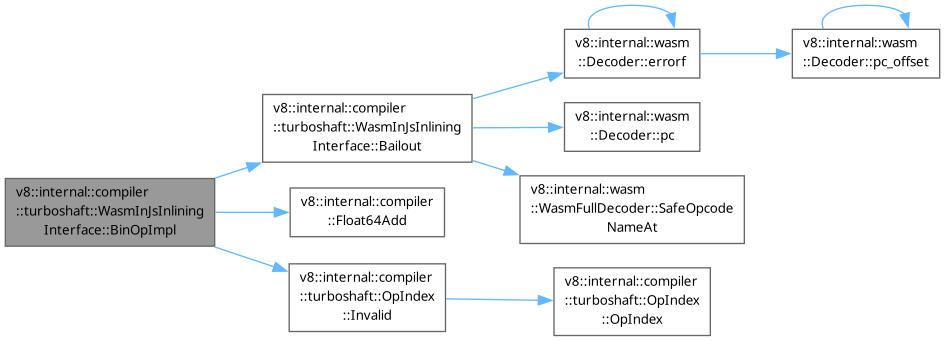 v8::internal::compiler
::turboshaft::WasmInJsInlining
Interface::BinOpImpl
v8::internal::compiler
::turboshaft::WasmInJsInlining
Interface::Bailout
v8::internal::wasm
::Decoder::errorf
v8::internal::wasm
::Decoder::pc_offset
v8::internal::wasm
::Decoder::pc
v8::internal::wasm
::WasmFullDecoder::SafeOpcode
NameAt
v8::internal::compiler
::Float64Add
v8::internal::compiler
::turboshaft::OpIndex
::Invalid
v8::internal::compiler
::turboshaft::OpIndex
::OpIndex